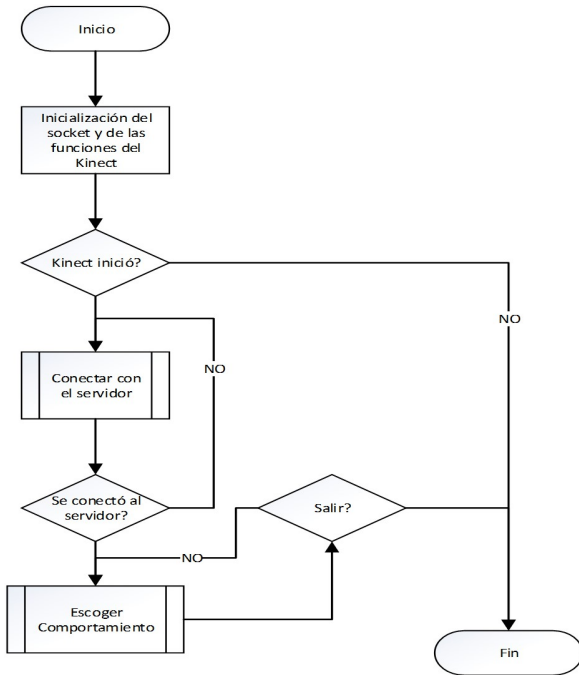 Inicio
Inicialización del
socket y de las
funciones del
Kinect
Kinect inició?
NO
Conectar con
el servidor
NO
Se conectó al
servidor?
Salir?
NO
Escoger
Comportamiento
Fin